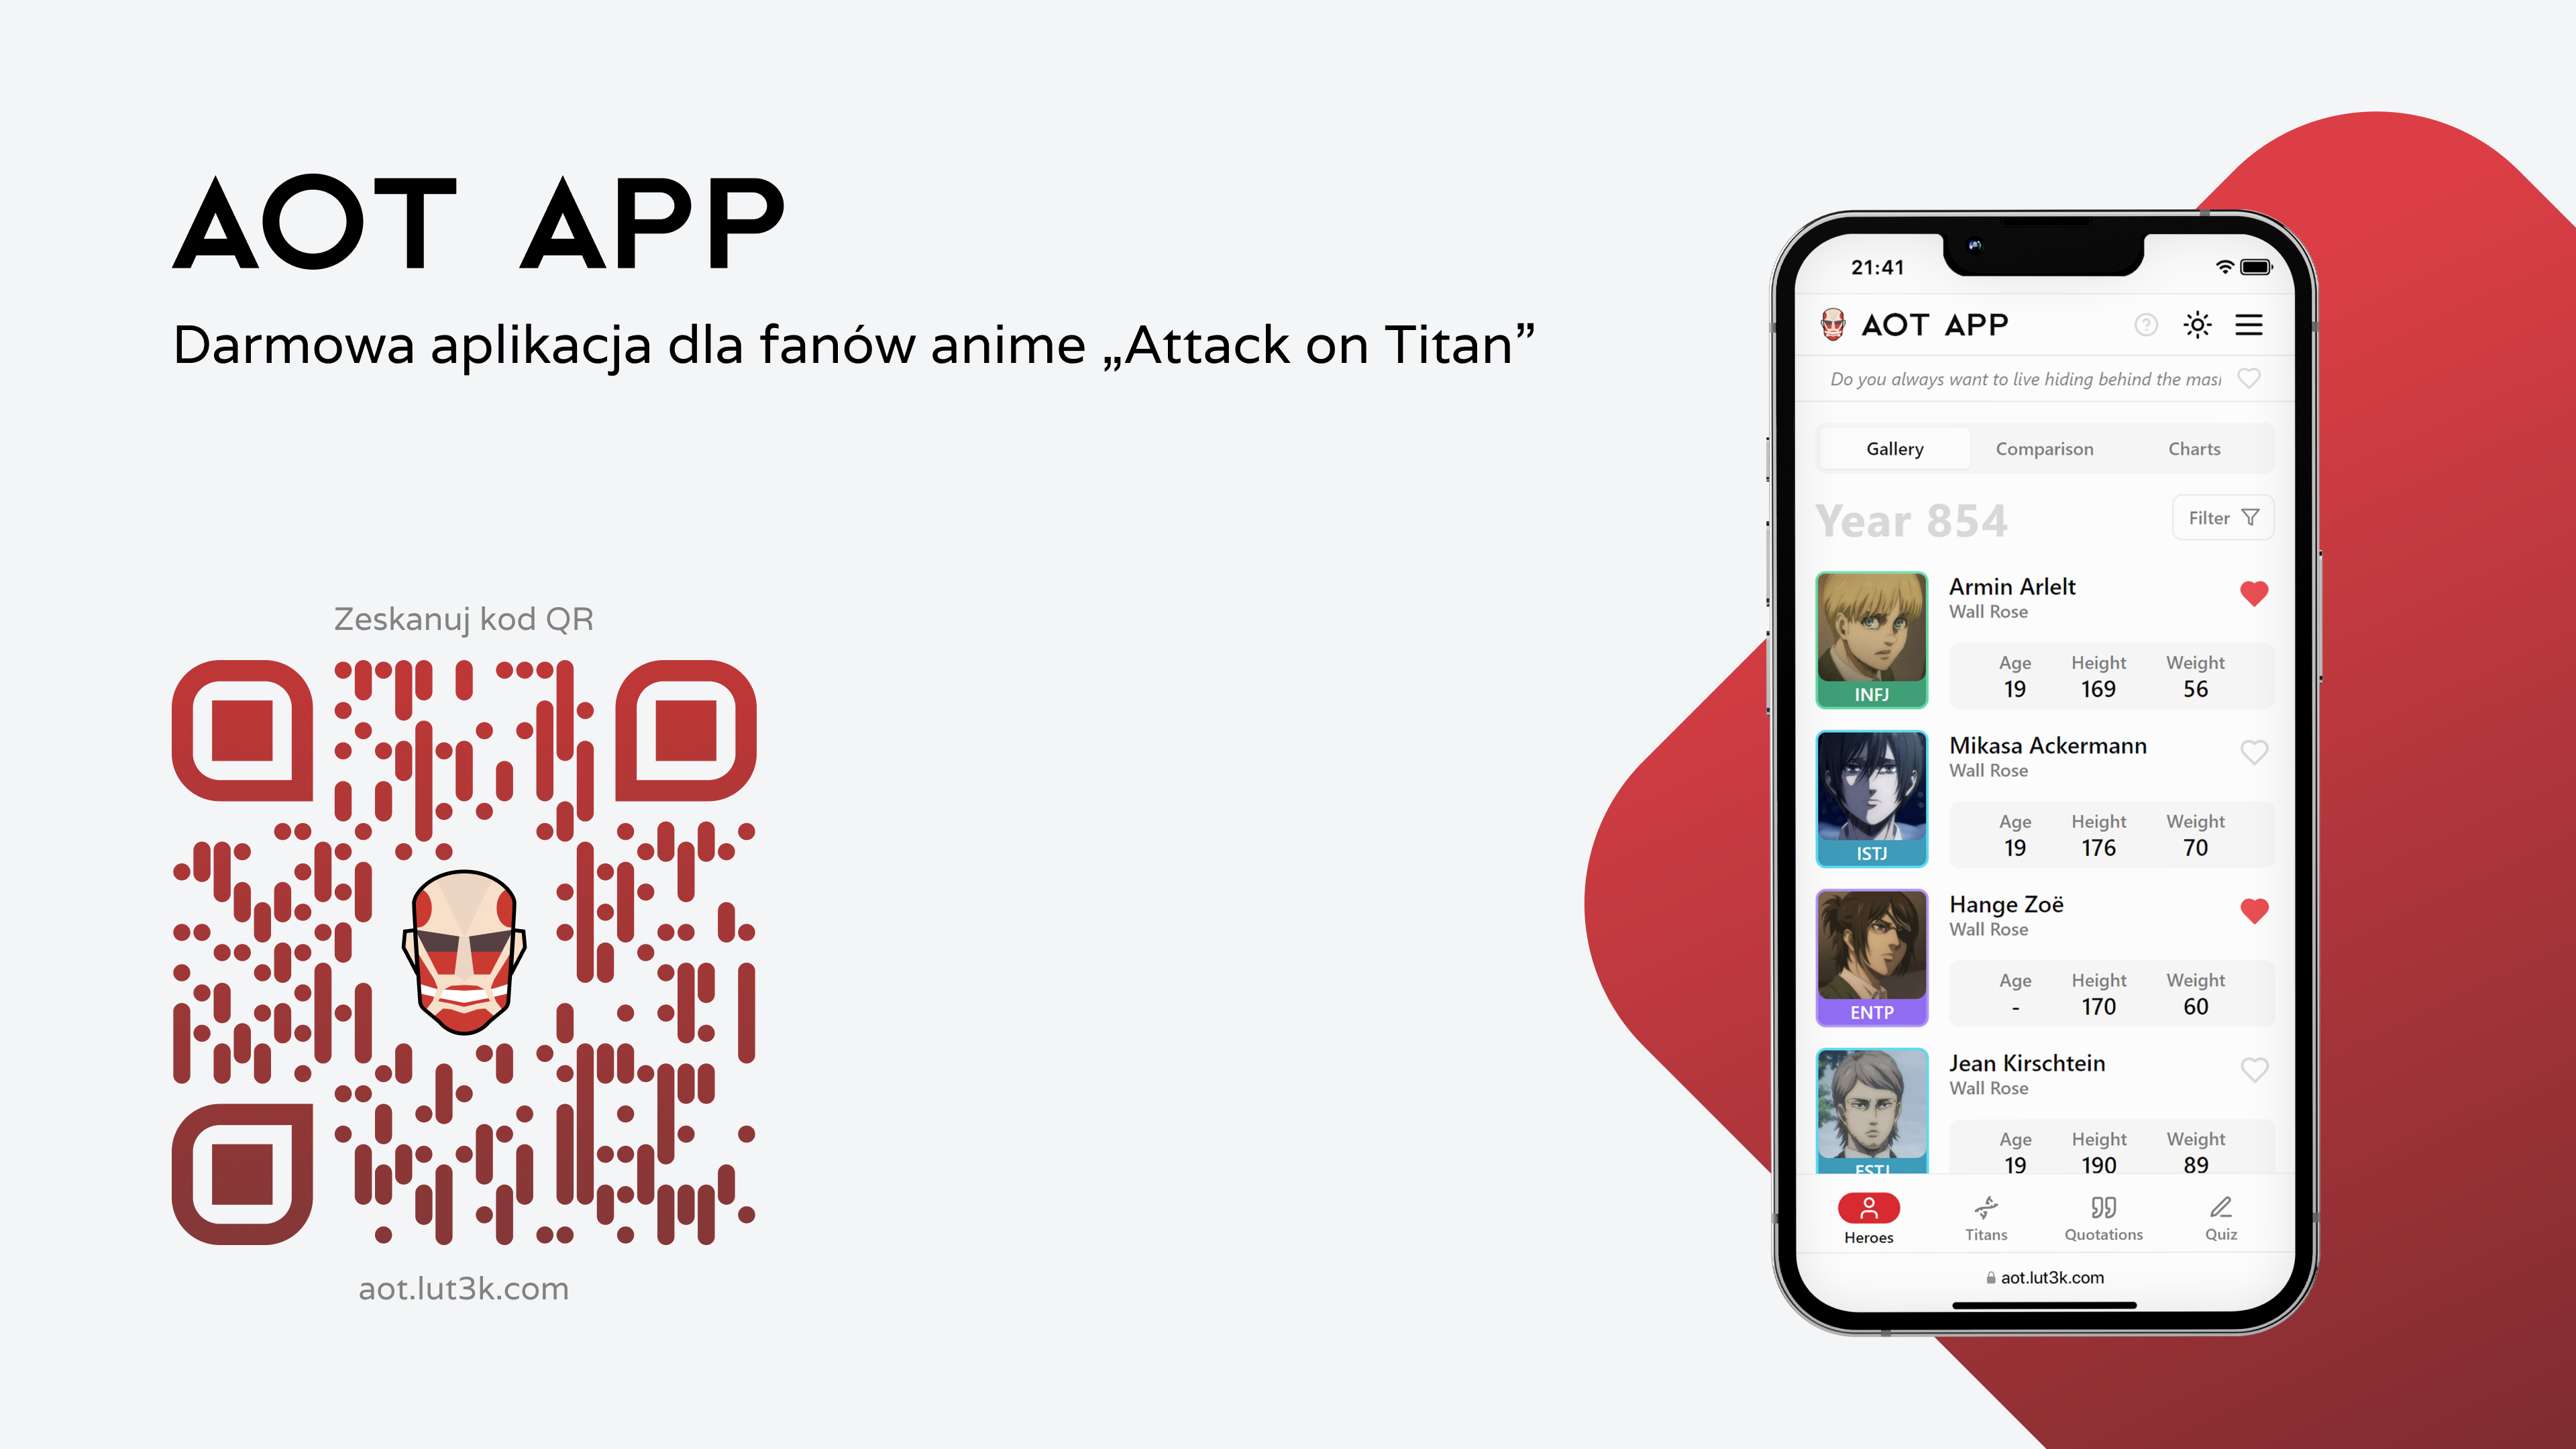 AOT APP
Darmowa aplikacja dla fanów anime „Attack on Titan”
Zeskanuj kod QR
aot.lut3k.com
21:41
AOT APP
Do you always want to live hiding behind the
Gallery Comparison Charts
Year 854
Filter
Armin Arlelt
Wall Rose
Age Height Weight
19 169 56
INFJ
Mikasa Ackermann
Wall Rose
Age Height Weight
19 176 70
ISTJ
Hange Zoë
Wall Rose
Age Height Weight
- 170 60
ENTP
Jean Kirschtein
Wall Rose
Age Height Weight
19 190 89
Heroes Titans Quotations Quiz
aot.lut3k.com